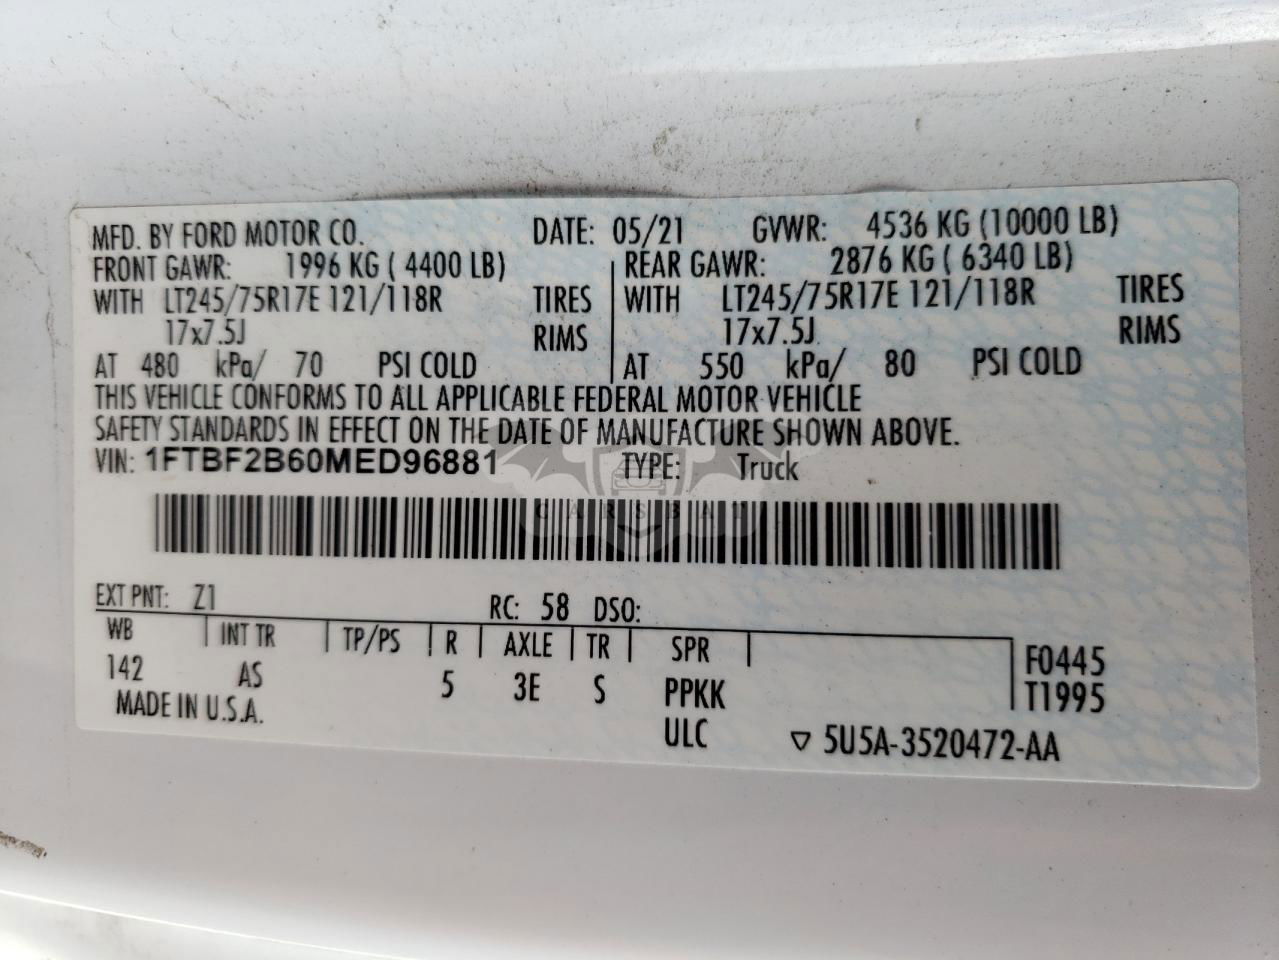 MFD. BY FORD MOTOR CO. DATE: 05/21 GVWR: 4536 KG (10000 LB)
FRONT GAWR: 1996 KG ( 4400 LB) REAR GAWR: 2876 KG ( 6340 LB)
WITH LT245/75R17E 121/118R TIRES WITH LT245/75R17E 121/118R TIRES
17x7.5J RIMS 17x7.5J RIMS
AT 480 kPa/ 70 PSI COLD AT 550 kPa/ 80 PSI COLD
THIS VEHICLE CONFORMS TO ALL APPLICABLE FEDERAL MOTOR VEHICLE
SAFETY STANDARDS IN EFFECT ON THE DATE OF MANUFACTURE SHOWN ABOVE.
VIN: 1FTBF2B60MED96881 TYPE: Truck
CARSBAT
EXT PNT: Z1 RC: 58 DSO:
WB INT TR TP/PS R AXLE TR SPR F0445
142 AS 5 3E S PPKK T1995
MADE IN U.S.A. ULC ▽ 5U5A-3520472-AA